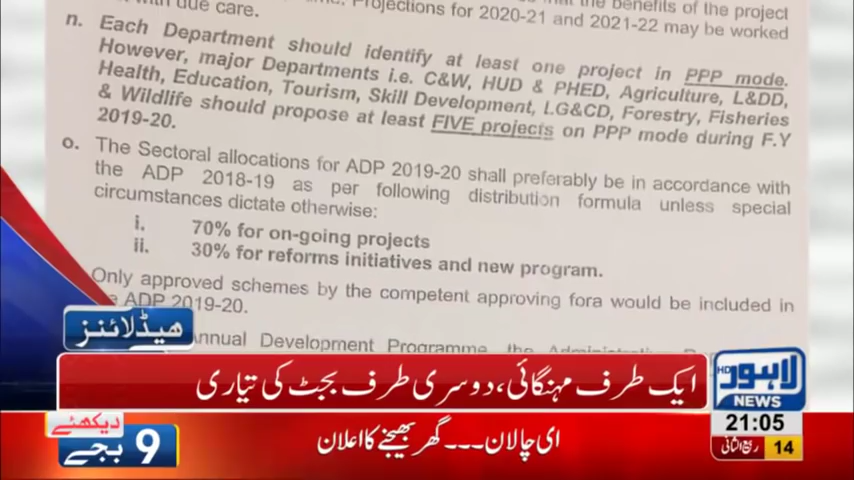 that the benefits of the project
with due care. Projections for 2020-21 and 2021-22 may be worked
n. Each Department should identify at least one project in PPP mode.
However, major Departments i.e. C&W, HUD & PHED, Agriculture, L&DD,
Health, Education, Tourism, Skill Development, LG&CD, Forestry, Fisheries
& Wildlife should propose at least FIVE projects on PPP mode during F.Y
2019-20.
o. The Sectoral allocations for ADP 2019-20 shall preferably be in accordance with
the ADP 2018-19 as per following distribution formula unless special
circumstances dictate otherwise:
i. 70% for on-going projects
ii. 30% for reforms initiatives and new program.
Only approved schemes by the competent approving fora would be included in
ADP 2019-20.
Annual Development Programme, the
ہیڈلائنز
ایک طرف مہنگائی، دوسری طرف بجٹ کی تیاری
HD لاہور
NEWS
21:05
14 ربیع الثانی
دیکھئے
9 بجے
ای چالان۔۔۔ گھر بھیجنے کا اعلان